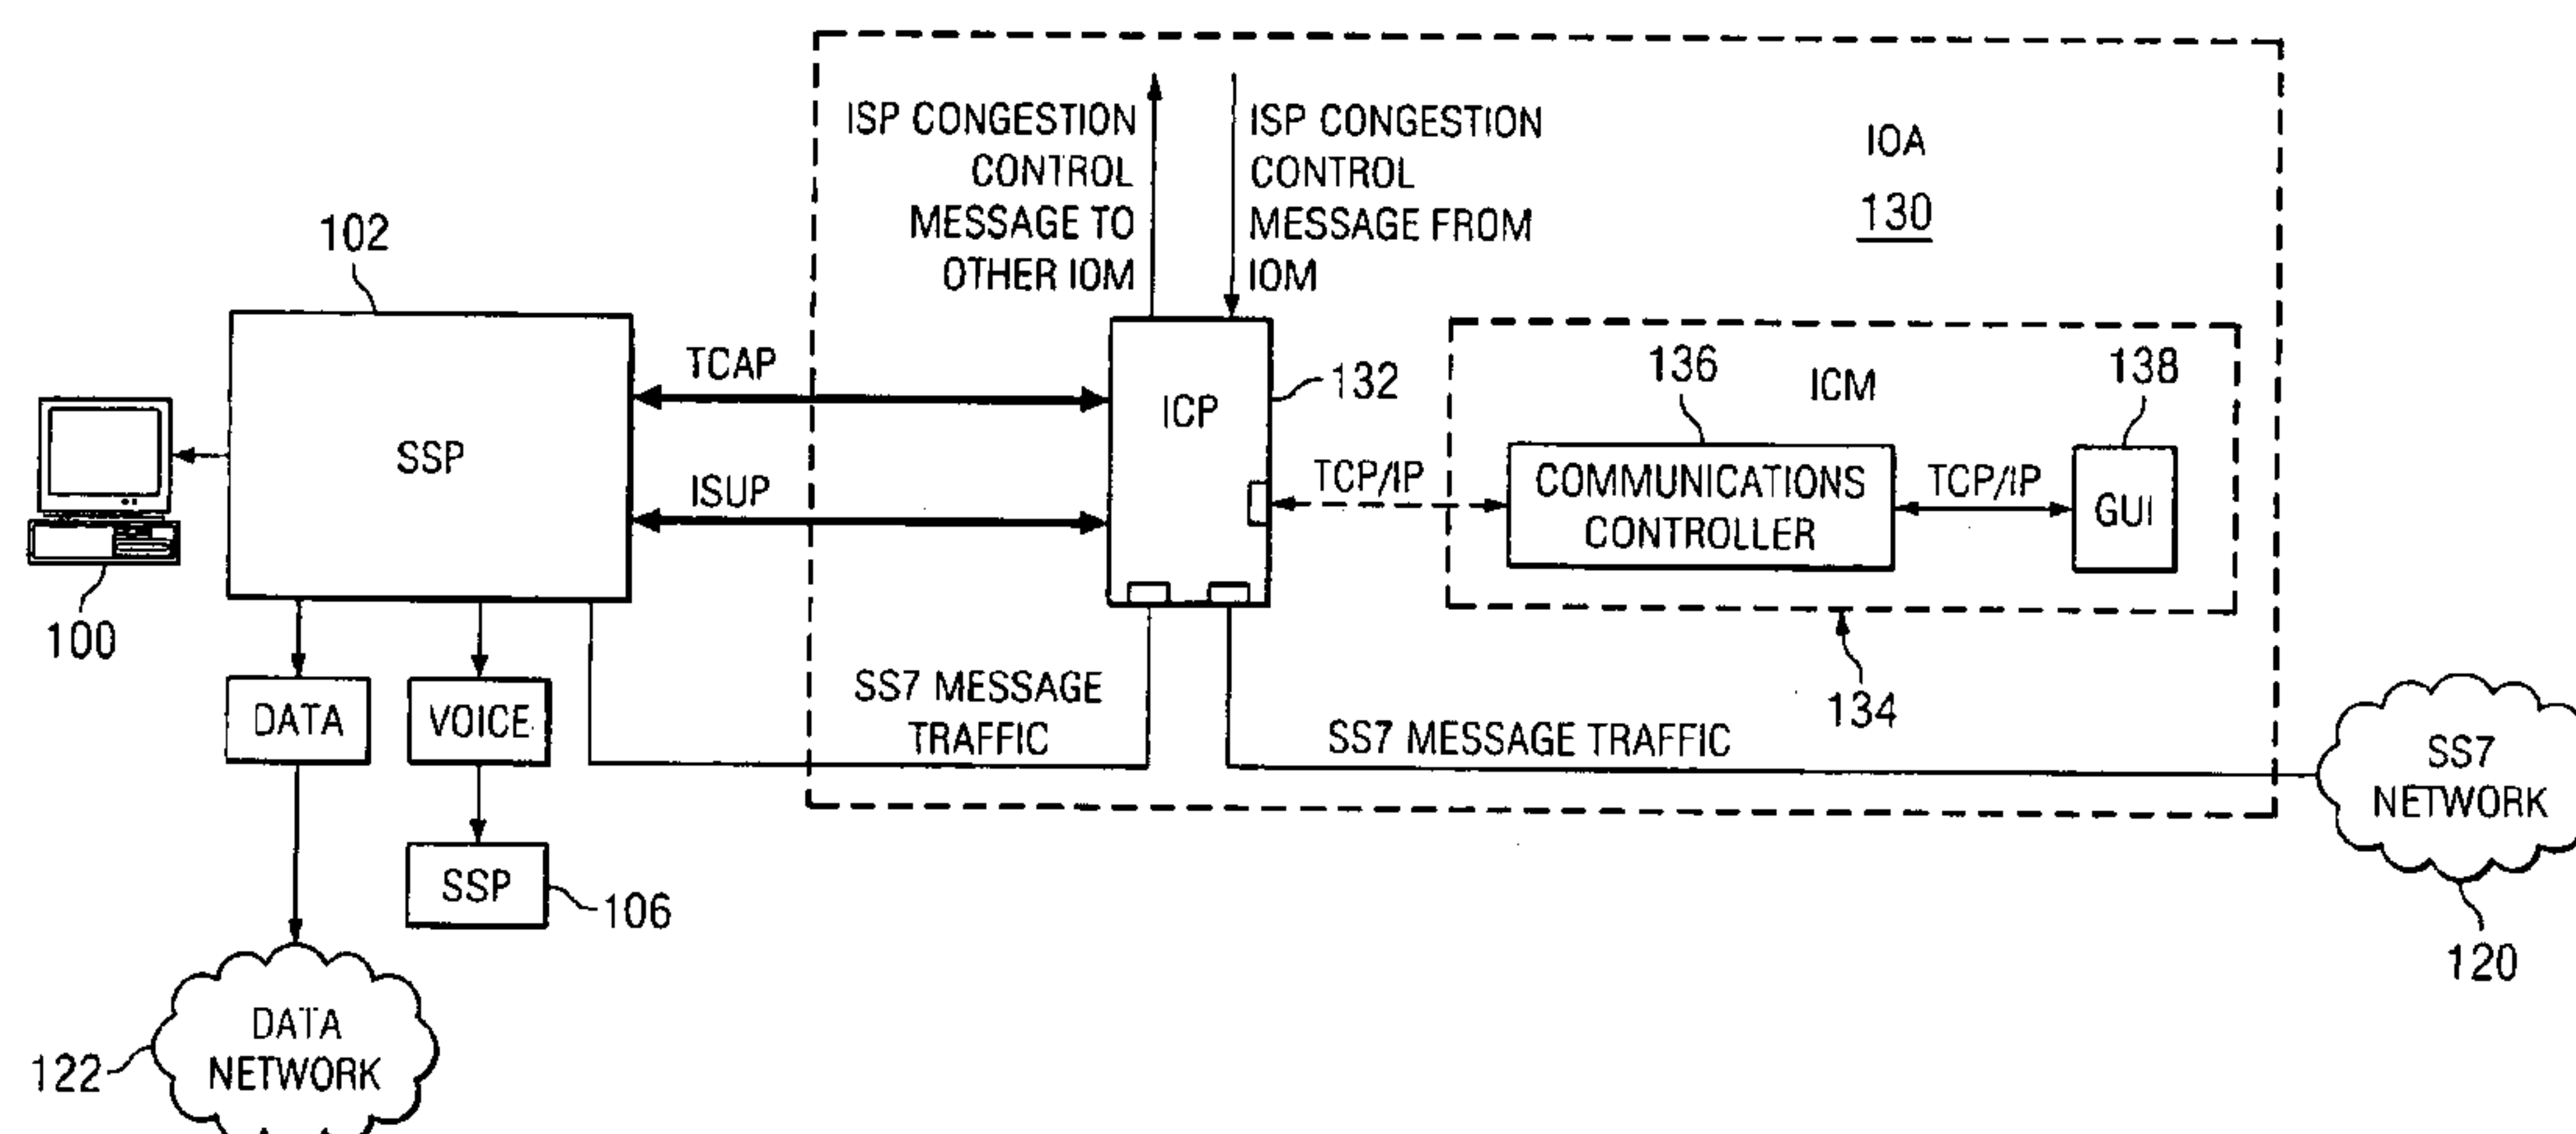 ISP CONGESTION
CONTROL
MESSAGE TO
OTHER IOM
ISP CONGESTION
CONTROL
MESSAGE FROM
IOM
IOA
130
102
TCAP
SSP
ISUP
100
ICP
132
TCP/IP
136
ICM
138
COMMUNICATIONS
CONTROLLER
TCP/IP
GUI
134
DATA
VOICE
SS7 MESSAGE
TRAFFIC
SS7 MESSAGE TRAFFIC
SS7
NETWORK
120
SSP
106
DATA
NETWORK
122